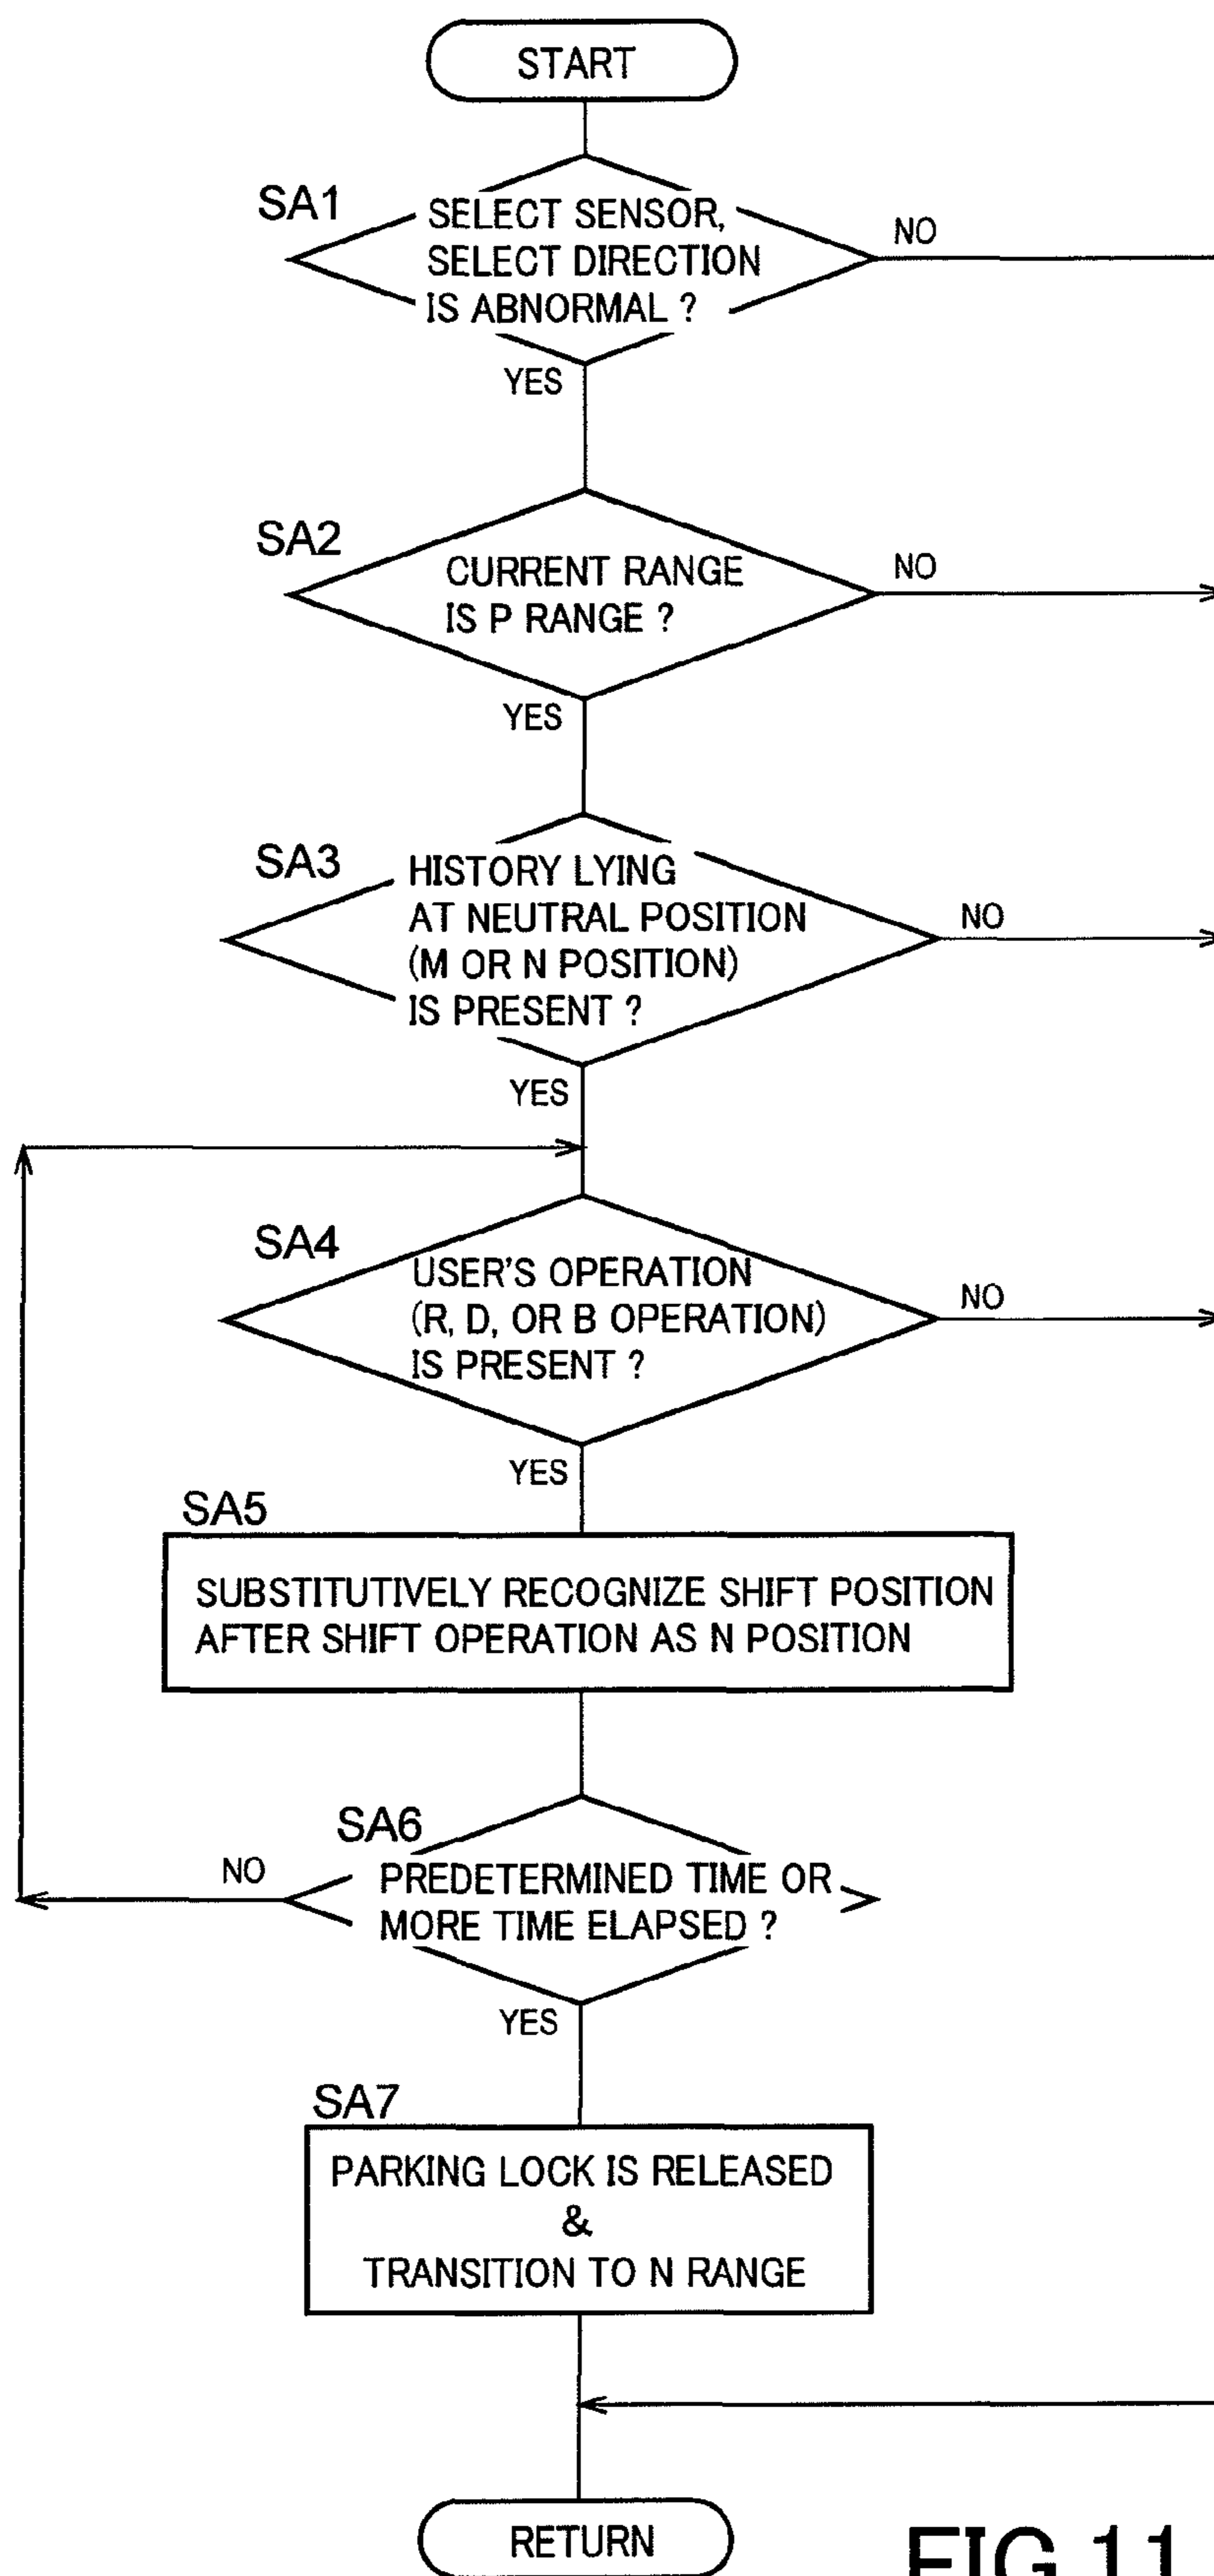 START
SA1
SELECT SENSOR,
SELECT DIRECTION
IS ABNORMAL ?
NO
YES
SA2
CURRENT RANGE
IS P RANGE ?
NO
YES
SA3
HISTORY LYING
AT NEUTRAL POSITION
(M OR N POSITION)
IS PRESENT ?
NO
YES
SA4
USER'S OPERATION
(R, D, OR B OPERATION)
IS PRESENT ?
NO
YES
SA5
SUBSTITUTIVELY RECOGNIZE SHIFT POSITION
AFTER SHIFT OPERATION AS N POSITION
SA6
NO
PREDETERMINED TIME OR
MORE TIME ELAPSED ?
YES
SA7
PARKING LOCK IS RELEASED
&
TRANSITION TO N RANGE
RETURN
FIG.11